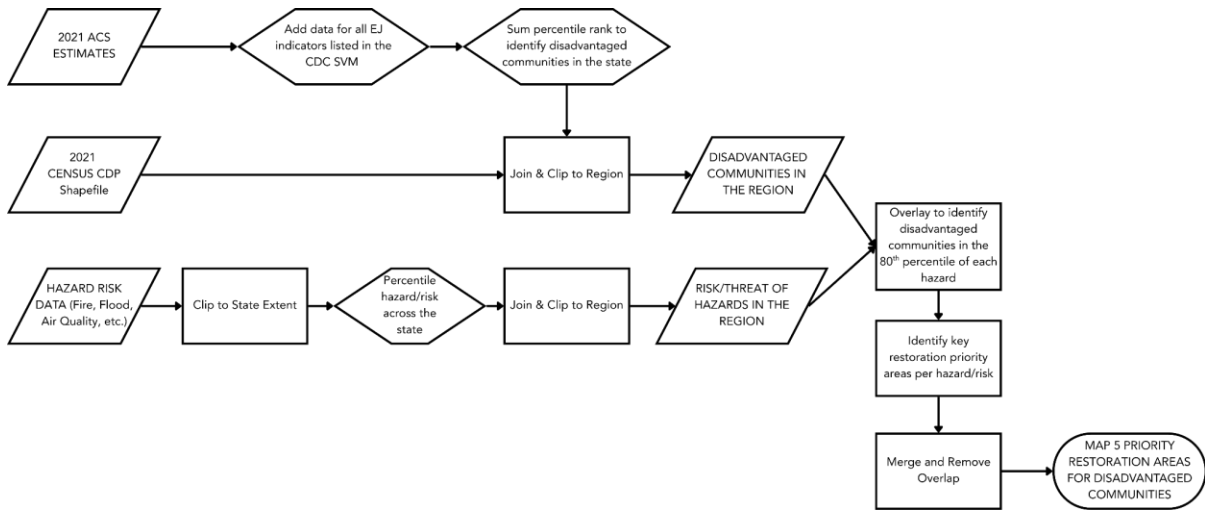 2021 ACS
ESTIMATES
Add data for all EJ
indicators listed in the
CDC SVM
Sum percentile rank to
identify disadvantaged
communities in the state
2021
CENSUS CDP
Shapefile
Join & Clip to Region
DISADVANTAGED
COMMUNITIES IN
THE REGION
Overlay to identify
disadvantaged
communities in the
80th percentile of each
hazard
HAZARD RISK
DATA (Fire, Flood,
Air Quality, etc.)
Clip to State Extent
Percentile
hazard/risk
across the
state
Join & Clip to Region
RISK/THREAT OF
HAZARDS IN THE
REGION
Identify key
restoration priority
areas per hazard/risk
Merge and Remove
Overlap
MAP 5 PRIORITY
RESTORATION AREAS
FOR DISADVANTAGED
COMMUNITIES